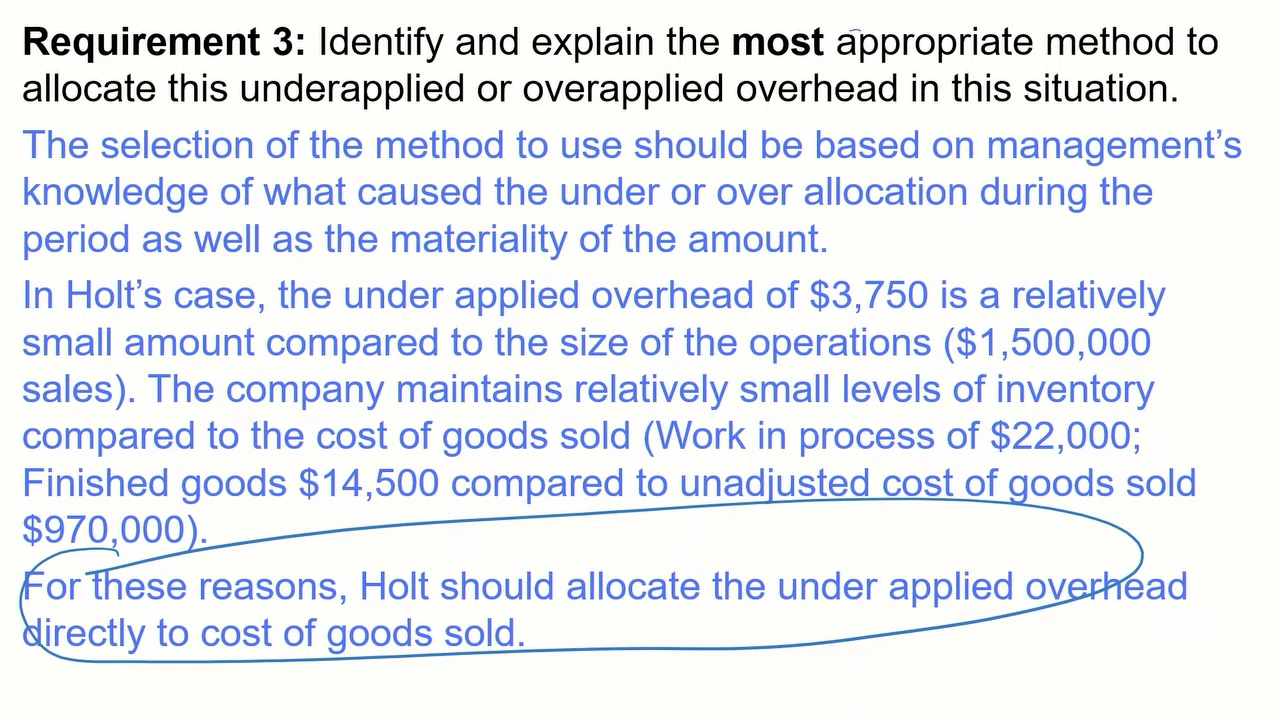 Requirement 3: Identify and explain the most appropriate method to
allocate this underapplied or overapplied overhead in this situation.
The selection of the method to use should be based on management’s
knowledge of what caused the under or over allocation during the
period as well as the materiality of the amount.
In Holt’s case, the under applied overhead of $3,750 is a relatively
small amount compared to the size of the operations ($1,500,000
sales). The company maintains relatively small levels of inventory
compared to the cost of goods sold (Work in process of $22,000;
Finished goods $14,500 compared to unadjusted cost of goods sold
$970,000).
For these reasons, Holt should allocate the under applied overhead
directly to cost of goods sold.